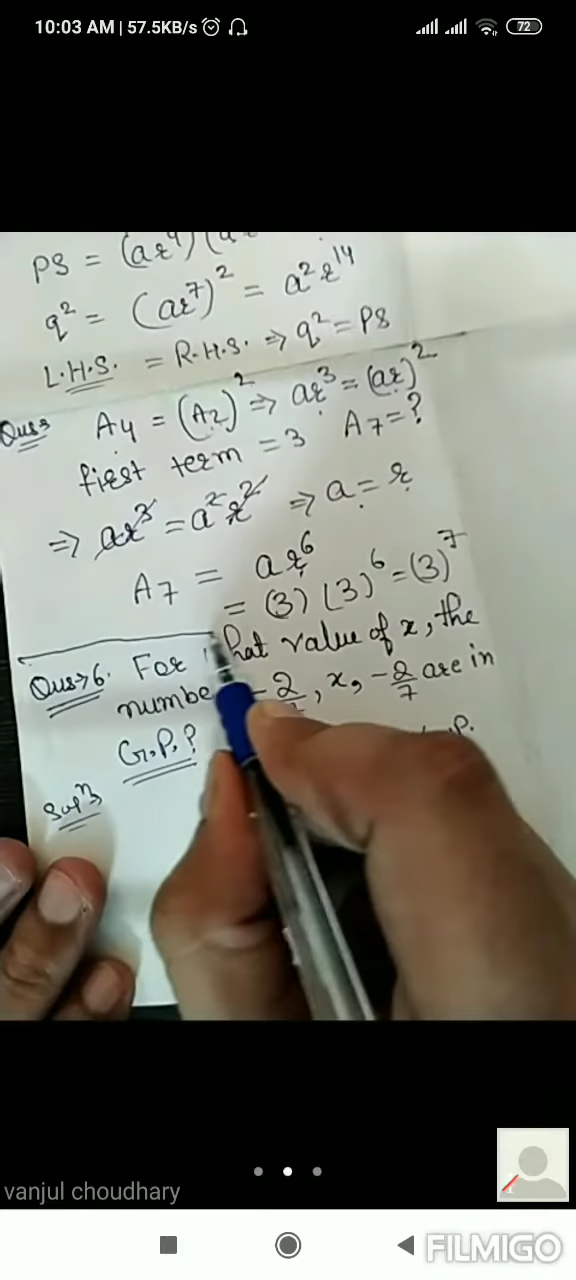 10:03 AM | 57.5KB/s
72
PS = (ar⁴)(a
q² = (ar⁷)² = a²r¹⁴
L.H.S. = R.H.S. ⇒ q² = PS
Ques
A4 = (A2)² ⇒ ar³ = (ar)²
first term = 3 A7 = ?
⇒ ar³ = a²r² ⇒ a = r
A7 = ar⁶
= (3) (3)⁶ = (3)⁷
Ques→6. For hat value of x, the
numbe -2/, x, -2/7 are in
G.P.?
.P.
Solⁿ
vanjul choudhary
FILMIGO